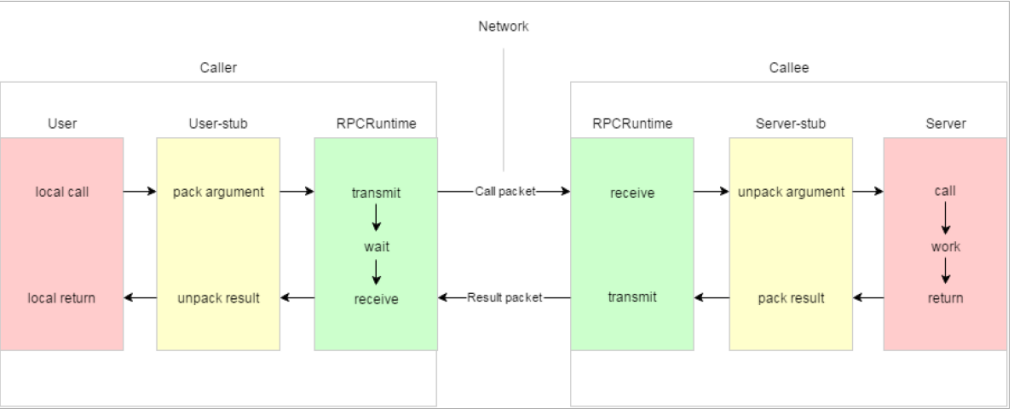 Network
Caller
Callee
User
User-stub
RPCRuntime
RPCRuntime
Server-stub
Server
local call
pack argument
transmit
Call packet
receive
unpack argument
call
wait
work
local return
unpack result
receive
Result packet
transmit
pack result
return